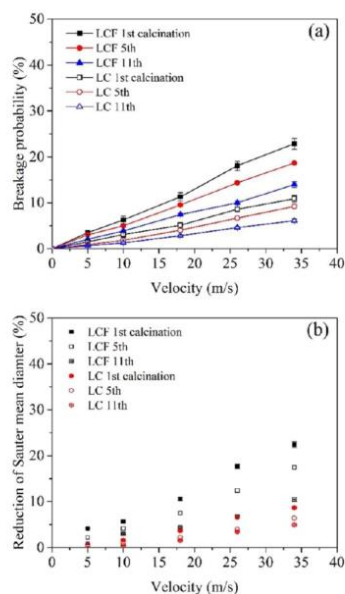 (a)
LCF 1st calcination
LCF 5th
LCF 11th
LC 1st calcination
LC 5th
LC 11th
Breakage probability (%)
50
40
30
20
10
0
0 5 10 15 20 25 30 35 40
Velocity (m/s)
(b)
LCF 1st calcination
LCF 5th
LCF 11th
LC 1st calcination
LC 5th
LC 11th
Reduction of Sauter mean diamter (%)
50
40
30
20
10
0
0 5 10 15 20 25 30 35 40
Velocity (m/s)